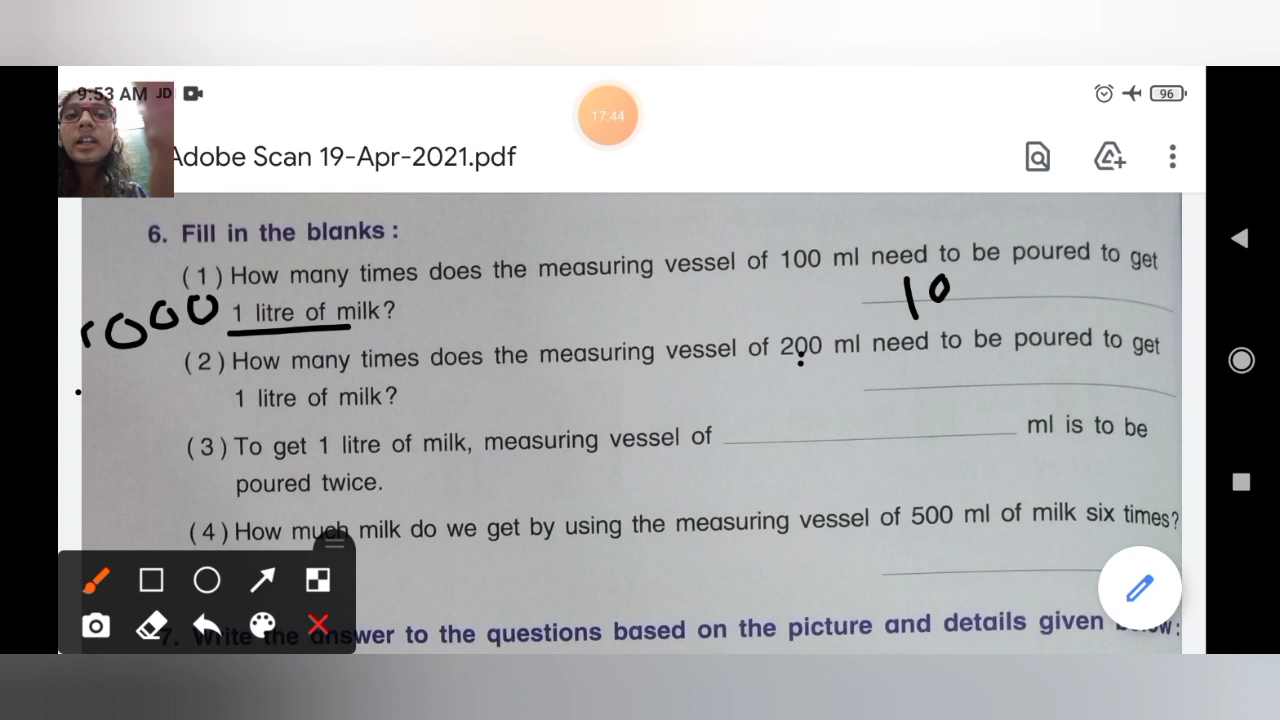 9:53 AM JD
17:44
96
Adobe Scan 19-Apr-2021.pdf
6. Fill in the blanks :
(1) How many times does the measuring vessel of 100 ml need to be poured to get
1000 1 litre of milk? 10
(2) How many times does the measuring vessel of 200 ml need to be poured to get
1 litre of milk?
(3) To get 1 litre of milk, measuring vessel of ml is to be
poured twice.
(4) How much milk do we get by using the measuring vessel of 500 ml of milk six times?
7. Write the answer to the questions based on the picture and details given below: